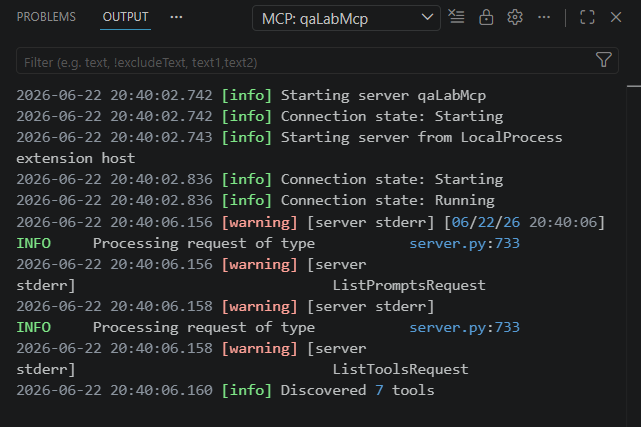 PROBLEMS OUTPUT ··· MCP: qaLabMcp ···
Filter (e.g. text, !excludeText, text1,text2)
2026-06-22 20:40:02.742 [info] Starting server qaLabMcp
2026-06-22 20:40:02.742 [info] Connection state: Starting
2026-06-22 20:40:02.743 [info] Starting server from LocalProcess
extension host
2026-06-22 20:40:02.836 [info] Connection state: Starting
2026-06-22 20:40:02.836 [info] Connection state: Running
2026-06-22 20:40:06.156 [warning] [server stderr] [06/22/26 20:40:06]
INFO     Processing request of type           server.py:733
2026-06-22 20:40:06.156 [warning] [server
stderr]                              ListPromptsRequest
2026-06-22 20:40:06.158 [warning] [server stderr]
INFO     Processing request of type           server.py:733
2026-06-22 20:40:06.158 [warning] [server
stderr]                              ListToolsRequest
2026-06-22 20:40:06.160 [info] Discovered 7 tools